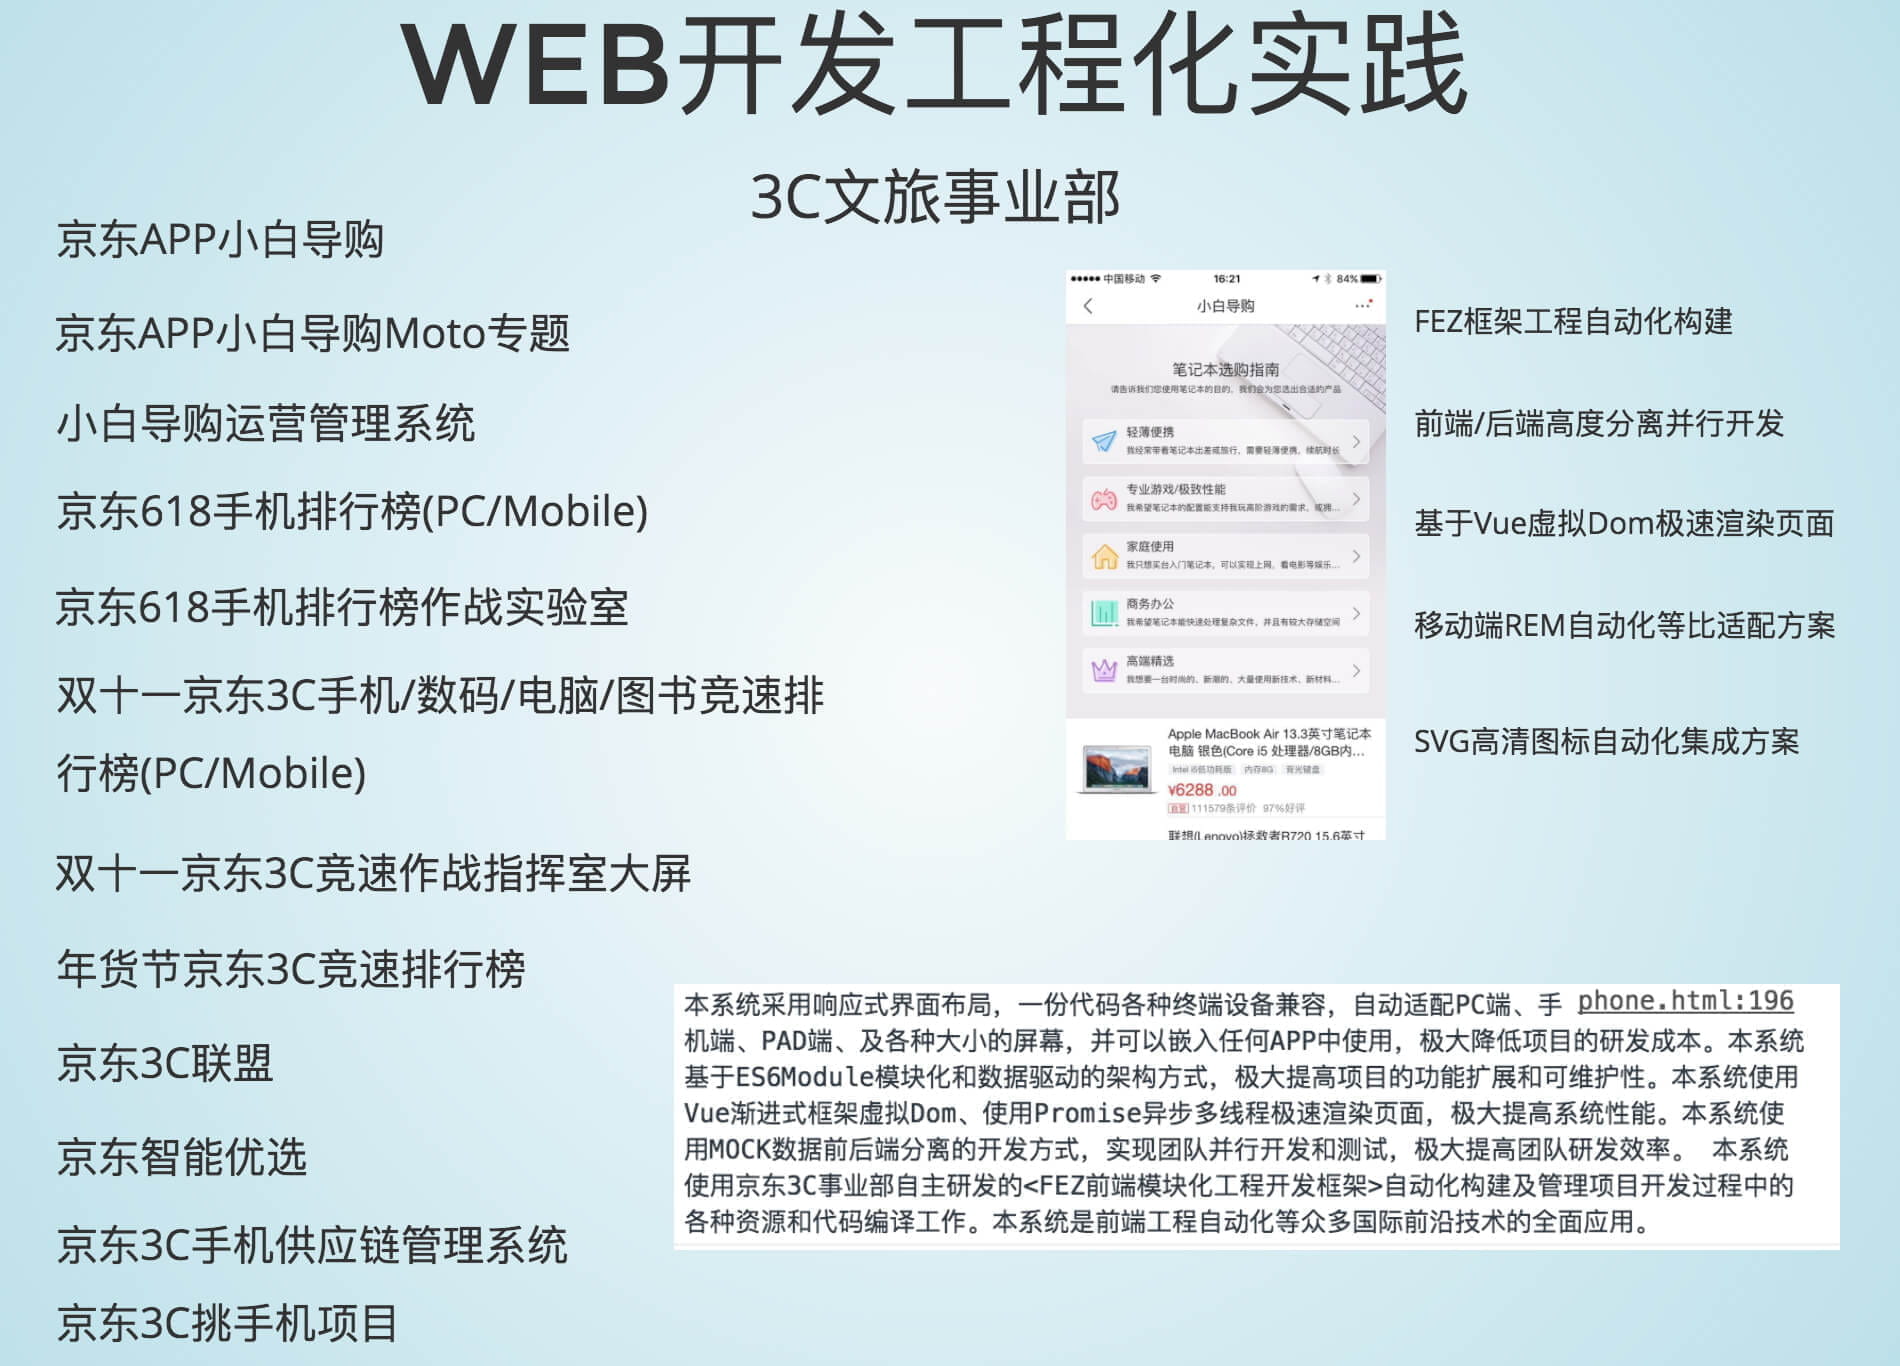 WEB开发工程化实践
3C文旅事业部
京东APP小白导购
京东APP小白导购Moto专题
小白导购运营管理系统
京东618手机排行榜(PC/Mobile)
京东618手机排行榜作战实验室
双十一京东3C手机/数码/电脑/图书竞速排
行榜(PC/Mobile)
双十一京东3C竞速作战指挥室大屏
年货节京东3C竞速排行榜
京东3C联盟
京东智能优选
京东3C手机供应链管理系统
京东3C挑手机项目
中国移动 16:21 84%
小白导购
笔记本选购指南
请告诉我们您使用笔记本的目的，我们会为您选出合适的产品
轻薄便携
我经常带着笔记本出差或旅行，需要轻薄便携，续航时长
专业游戏/极致性能
我希望笔记本的配置能支持我玩高阶游戏的需求，或拥...
家庭使用
我只想买台入门笔记本，可以实现上网，看电影等娱乐...
商务办公
我希望笔记本能快速处理复杂文件，并且有较大存储空间
高端精选
我想要一台时尚的、新潮的、大量使用新技术、新材料...
Apple MacBook Air 13.3英寸笔记本
电脑 银色(Core i5 处理器/8GB内...
Intel i5低功耗版 内存8G 背光键盘
¥6288.00
自营 111579条评价 97%好评
联想(Lenovo)拯救者R720 15.6英寸
FEZ框架工程自动化构建
前端/后端高度分离并行开发
基于Vue虚拟Dom极速渲染页面
移动端REM自动化等比适配方案
SVG高清图标自动化集成方案
本系统采用响应式界面布局，一份代码各种终端设备兼容，自动适配PC端、手 phone.html:196
机端、PAD端、及各种大小的屏幕，并可以嵌入任何APP中使用，极大降低项目的研发成本。本系统
基于ES6Module模块化和数据驱动的架构方式，极大提高项目的功能扩展和可维护性。本系统使用
Vue渐进式框架虚拟Dom、使用Promise异步多线程极速渲染页面，极大提高系统性能。本系统使
用MOCK数据前后端分离的开发方式，实现团队并行开发和测试，极大提高团队研发效率。 本系统
使用京东3C事业部自主研发的<FEZ前端模块化工程开发框架>自动化构建及管理项目开发过程中的
各种资源和代码编译工作。本系统是前端工程自动化等众多国际前沿技术的全面应用。